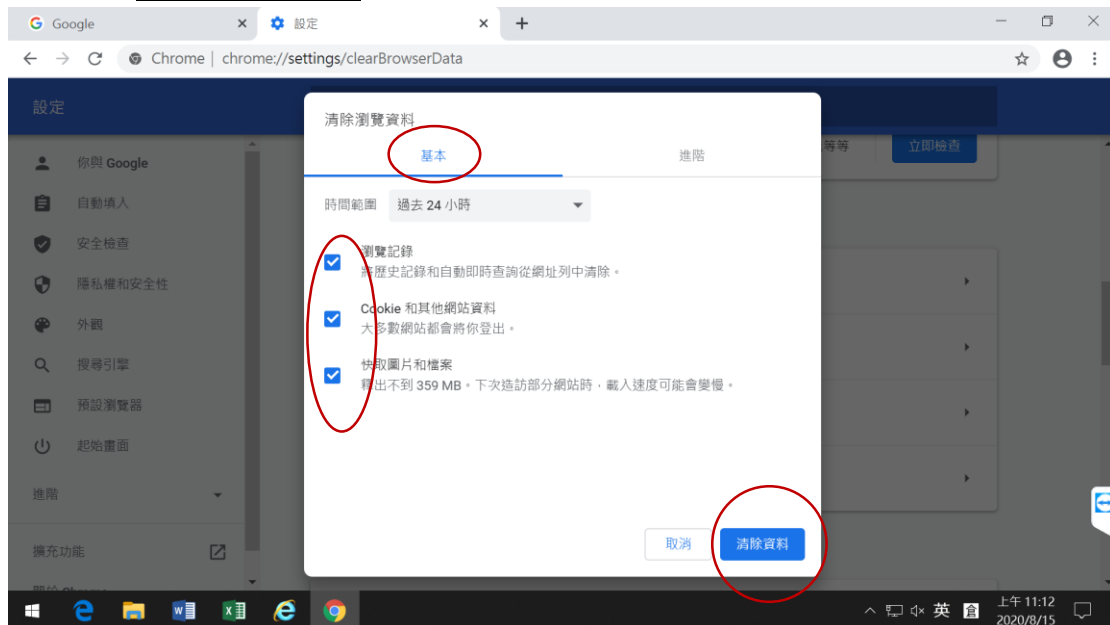 Google
設定
Chrome | chrome://settings/clearBrowserData
設定
清除瀏覽資料
基本
進階
等等
立即檢查
你與 Google
自動填入
安全檢查
隱私權和安全性
外觀
搜尋引擎
預設瀏覽器
起始畫面
進階
擴充功能
時間範圍
過去 24 小時
瀏覽記錄
將歷史記錄和自動即時查詢從網址列中清除。
Cookie 和其他網站資料
大多數網站都會將你登出。
快取圖片和檔案
釋出不到 359 MB。下次造訪部分網站時，載入速度可能會變慢。
取消
清除資料
英
倉
上午 11:12
2020/8/15